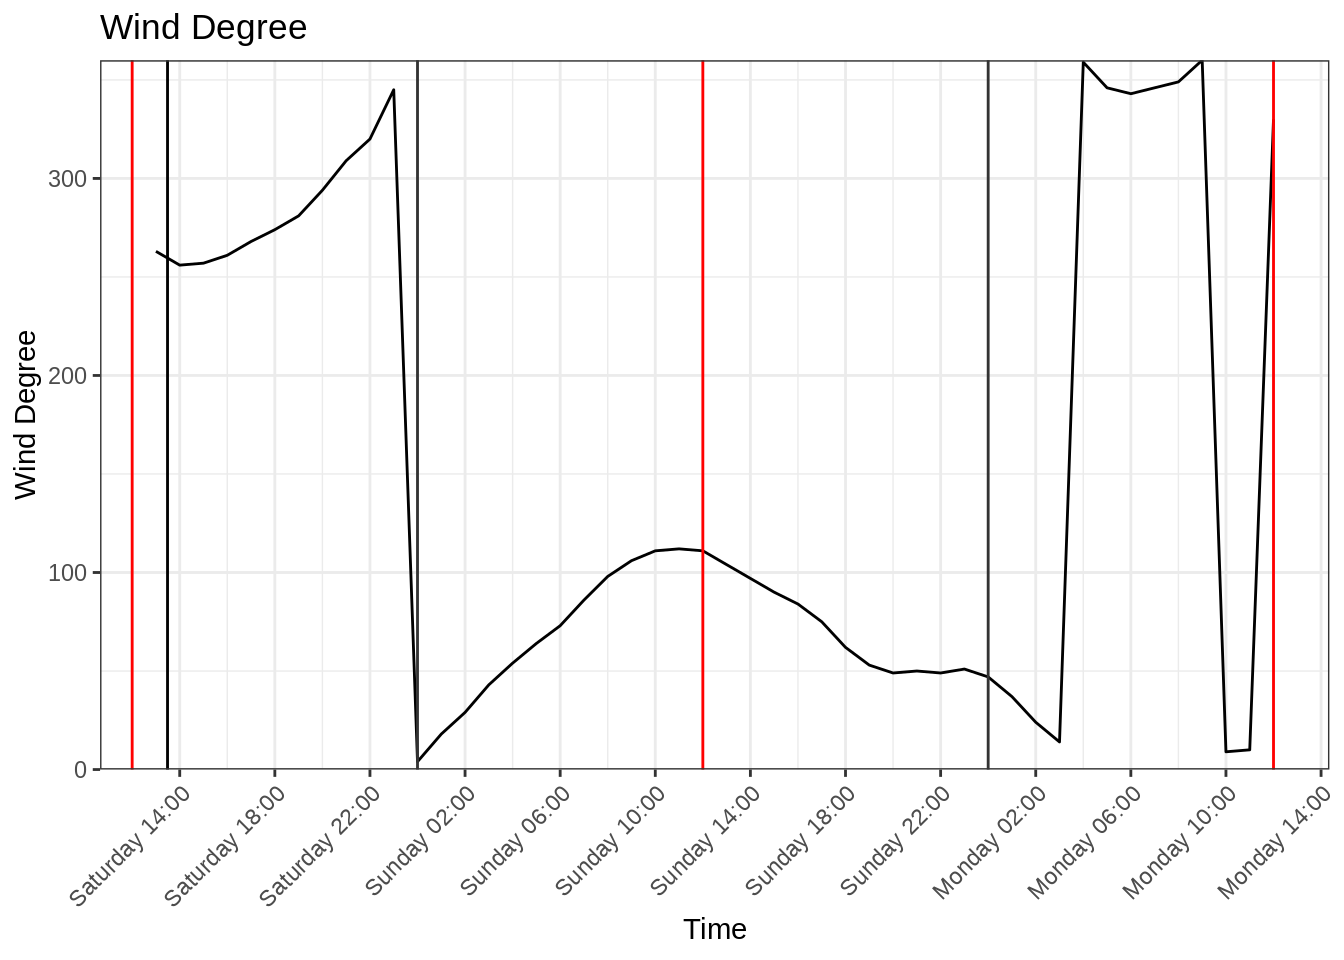 Wind Degree
Wind Degree
300
200
100
0
Saturday 14:00
Saturday 18:00
Saturday 22:00
Sunday 02:00
Sunday 06:00
Sunday 10:00
Sunday 14:00
Sunday 18:00
Sunday 22:00
Monday 02:00
Monday 06:00
Monday 10:00
Monday 14:00
Time